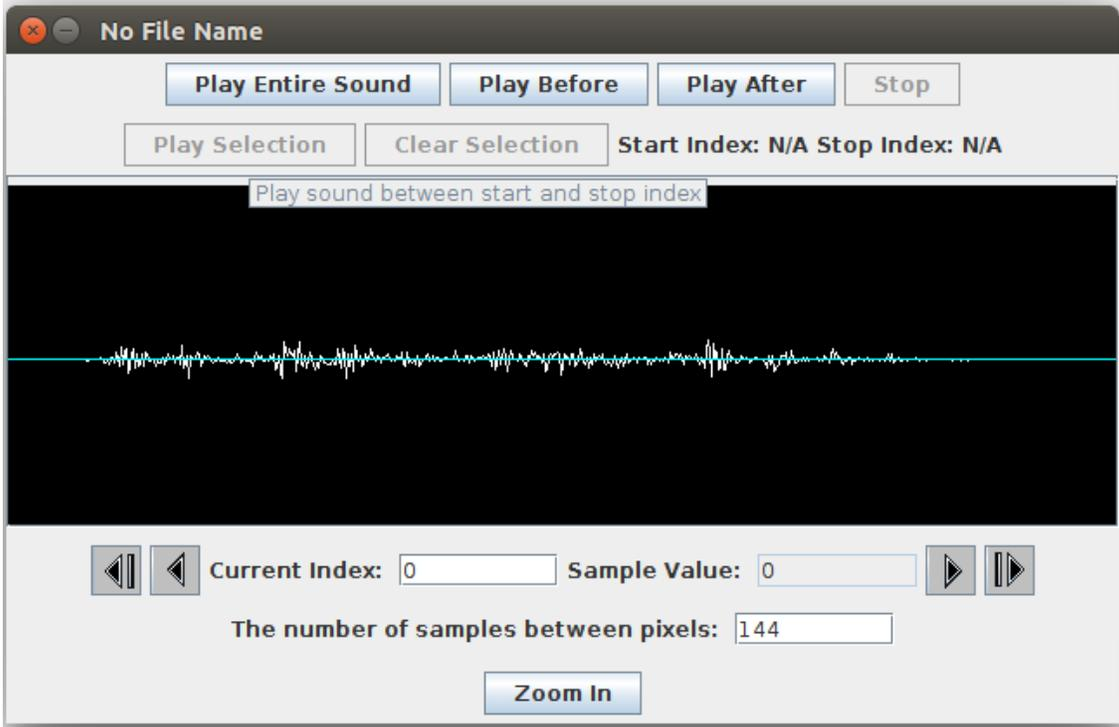 No File Name
Play Entire Sound Play Before Play After Stop
Play Selection Clear Selection Start Index: N/A Stop Index: N/A
Play sound between start and stop index
Current Index: 0 Sample Value: 0
The number of samples between pixels: 144
Zoom In